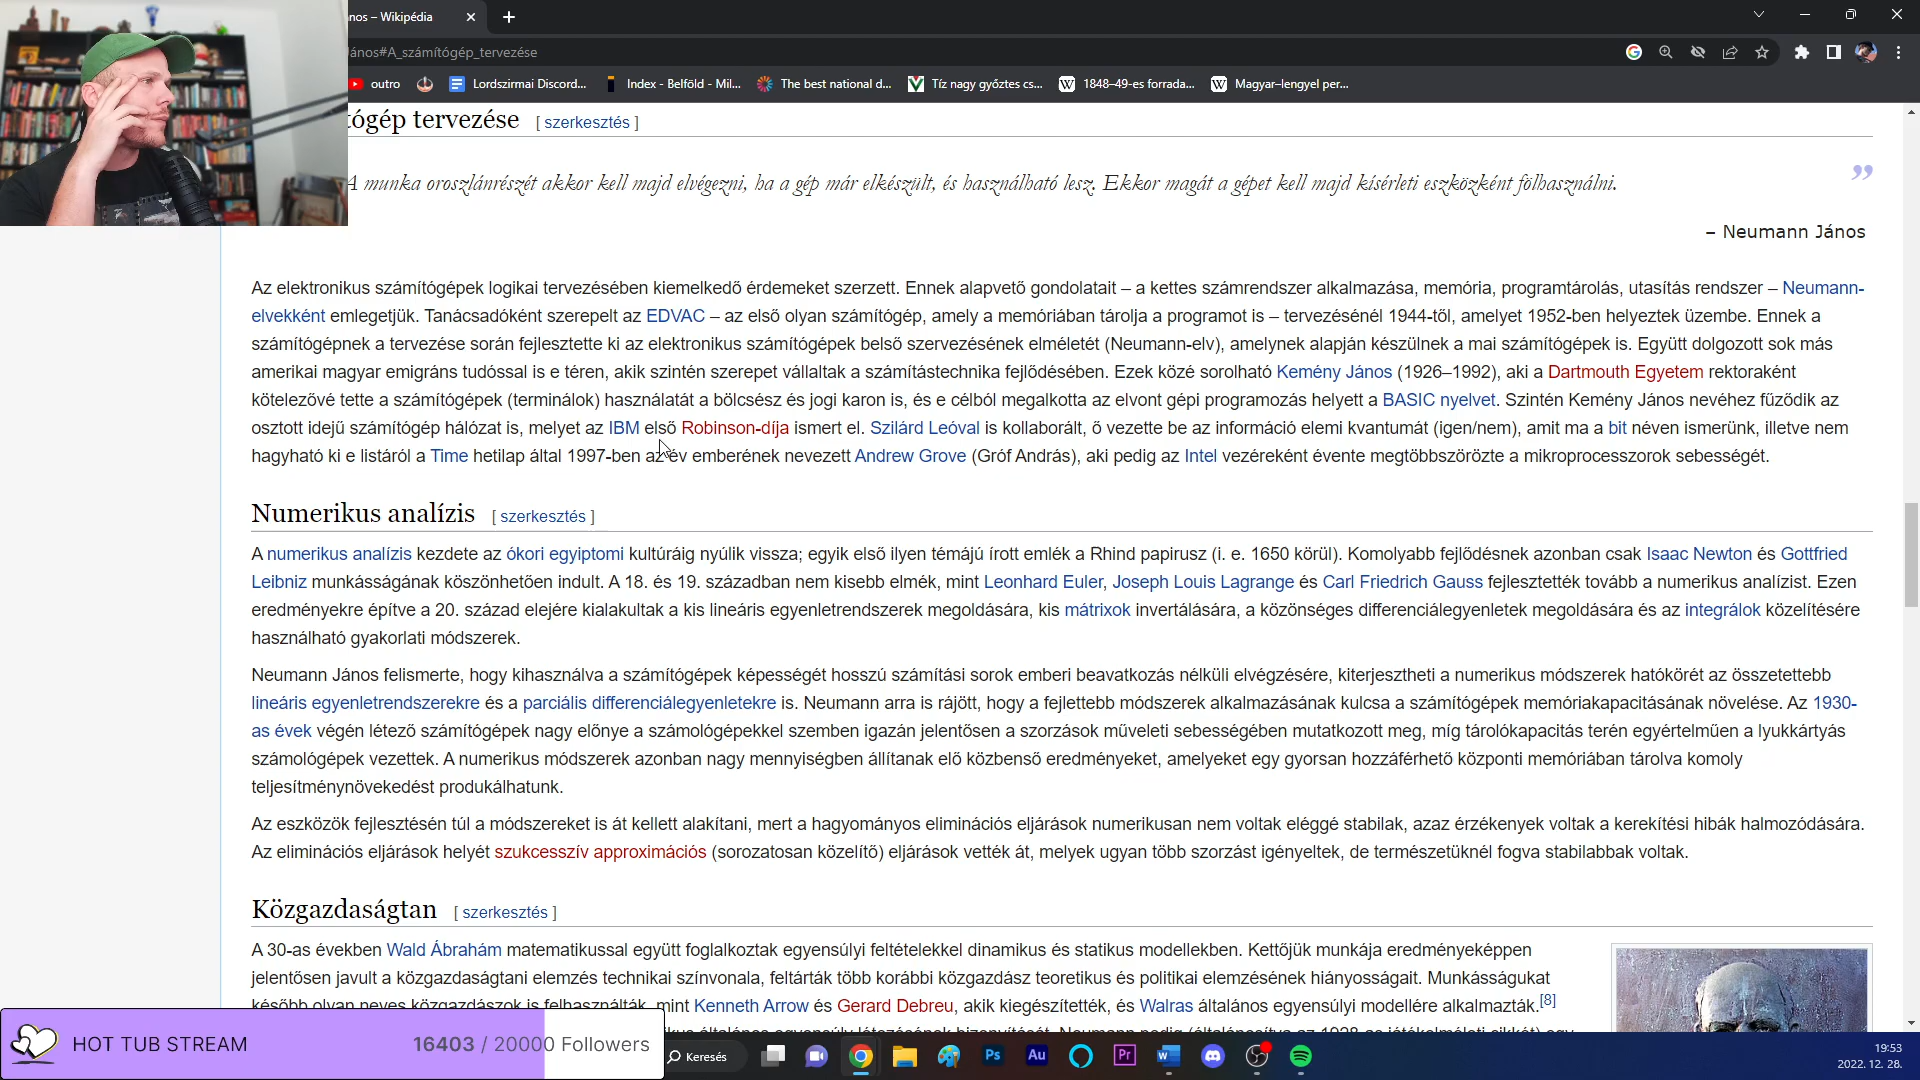 nos – Wikipédia
ános#A_számítógép_tervezése
outro
Lordszirmai Discord...
Index - Belföld - Mil...
The best national d...
Tíz nagy győztes cs...
1848–49-es forrada...
Magyar–lengyel per...
tógép tervezése [ szerkesztés ]
A munka oroszlánrészét akkor kell majd elvégezni, ha a gép már elkészült, és használható lesz. Ekkor magát a gépet kell majd kísérleti eszközként fölhasználni.
”
– Neumann János
Az elektronikus számítógépek logikai tervezésében kiemelkedő érdemeket szerzett. Ennek alapvető gondolatait – a kettes számrendszer alkalmazása, memória, programtárolás, utasítás rendszer – Neumann-
elvekként emlegetjük. Tanácsadóként szerepelt az EDVAC – az első olyan számítógép, amely a memóriában tárolja a programot is – tervezésénél 1944-től, amelyet 1952-ben helyeztek üzembe. Ennek a
számítógépnek a tervezése során fejlesztette ki az elektronikus számítógépek belső szervezésének elméletét (Neumann-elv), amelynek alapján készülnek a mai számítógépek is. Együtt dolgozott sok más
amerikai magyar emigráns tudóssal is e téren, akik szintén szerepet vállaltak a számítástechnika fejlődésében. Ezek közé sorolható Kemény János (1926–1992), aki a Dartmouth Egyetem rektoraként
kötelezővé tette a számítógépek (terminálok) használatát a bölcsész és jogi karon is, és e célból megalkotta az elvont gépi programozás helyett a BASIC nyelvet. Szintén Kemény János nevéhez fűződik az
osztott idejű számítógép hálózat is, melyet az IBM első Robinson-díja ismert el. Szilárd Leóval is kollaborált, ő vezette be az információ elemi kvantumát (igen/nem), amit ma a bit néven ismerünk, illetve nem
hagyható ki e listáról a Time hetilap által 1997-ben az év emberének nevezett Andrew Grove (Gróf András), aki pedig az Intel vezéreként évente megtöbbszörözte a mikroprocesszorok sebességét.
Numerikus analízis [ szerkesztés ]
A numerikus analízis kezdete az ókori egyiptomi kultúráig nyúlik vissza; egyik első ilyen témájú írott emlék a Rhind papirusz (i. e. 1650 körül). Komolyabb fejlődésnek azonban csak Isaac Newton és Gottfried
Leibniz munkásságának köszönhetően indult. A 18. és 19. században nem kisebb elmék, mint Leonhard Euler, Joseph Louis Lagrange és Carl Friedrich Gauss fejlesztették tovább a numerikus analízist. Ezen
eredményekre építve a 20. század elejére kialakultak a kis lineáris egyenletrendszerek megoldására, kis mátrixok invertálására, a közönséges differenciálegyenletek megoldására és az integrálok közelítésére
használható gyakorlati módszerek.
Neumann János felismerte, hogy kihasználva a számítógépek képességét hosszú számítási sorok emberi beavatkozás nélküli elvégzésére, kiterjesztheti a numerikus módszerek hatókörét az összetettebb
lineáris egyenletrendszerekre és a parciális differenciálegyenletekre is. Neumann arra is rájött, hogy a fejlettebb módszerek alkalmazásának kulcsa a számítógépek memóriakapacitásának növelése. Az 1930-
as évek végén létező számítógépek nagy előnye a számológépekkel szemben igazán jelentősen a szorzások műveleti sebességében mutatkozott meg, míg tárolókapacitás terén egyértelműen a lyukkártyás
számológépek vezettek. A numerikus módszerek azonban nagy mennyiségben állítanak elő közbenső eredményeket, amelyeket egy gyorsan hozzáférhető központi memóriában tárolva komoly
teljesítménynövekedést produkálhatunk.
Az eszközök fejlesztésén túl a módszereket is át kellett alakítani, mert a hagyományos eliminációs eljárások numerikusan nem voltak eléggé stabilak, azaz érzékenyek voltak a kerekítési hibák halmozódására.
Az eliminációs eljárások helyét szukcesszív approximációs (sorozatosan közelítő) eljárások vették át, melyek ugyan több szorzást igényeltek, de természetüknél fogva stabilabbak voltak.
Közgazdaságtan [ szerkesztés ]
A 30-as években Wald Ábrahám matematikussal együtt foglalkoztak egyensúlyi feltételekkel dinamikus és statikus modellekben. Kettőjük munkája eredményeképpen
jelentősen javult a közgazdaságtani elemzés technikai színvonala, feltárták több korábbi közgazdász teoretikus és politikai elemzésének hiányosságait. Munkásságukat
később olyan neves közgazdászok is felhasználták, mint Kenneth Arrow és Gerard Debreu, akik kiegészítették, és Walras általános egyensúlyi modellére alkalmazták.[8]
HOT TUB STREAM 16403 / 20000 Followers
Keresés
Ps
Au
Pr
19:53
2022. 12. 28.